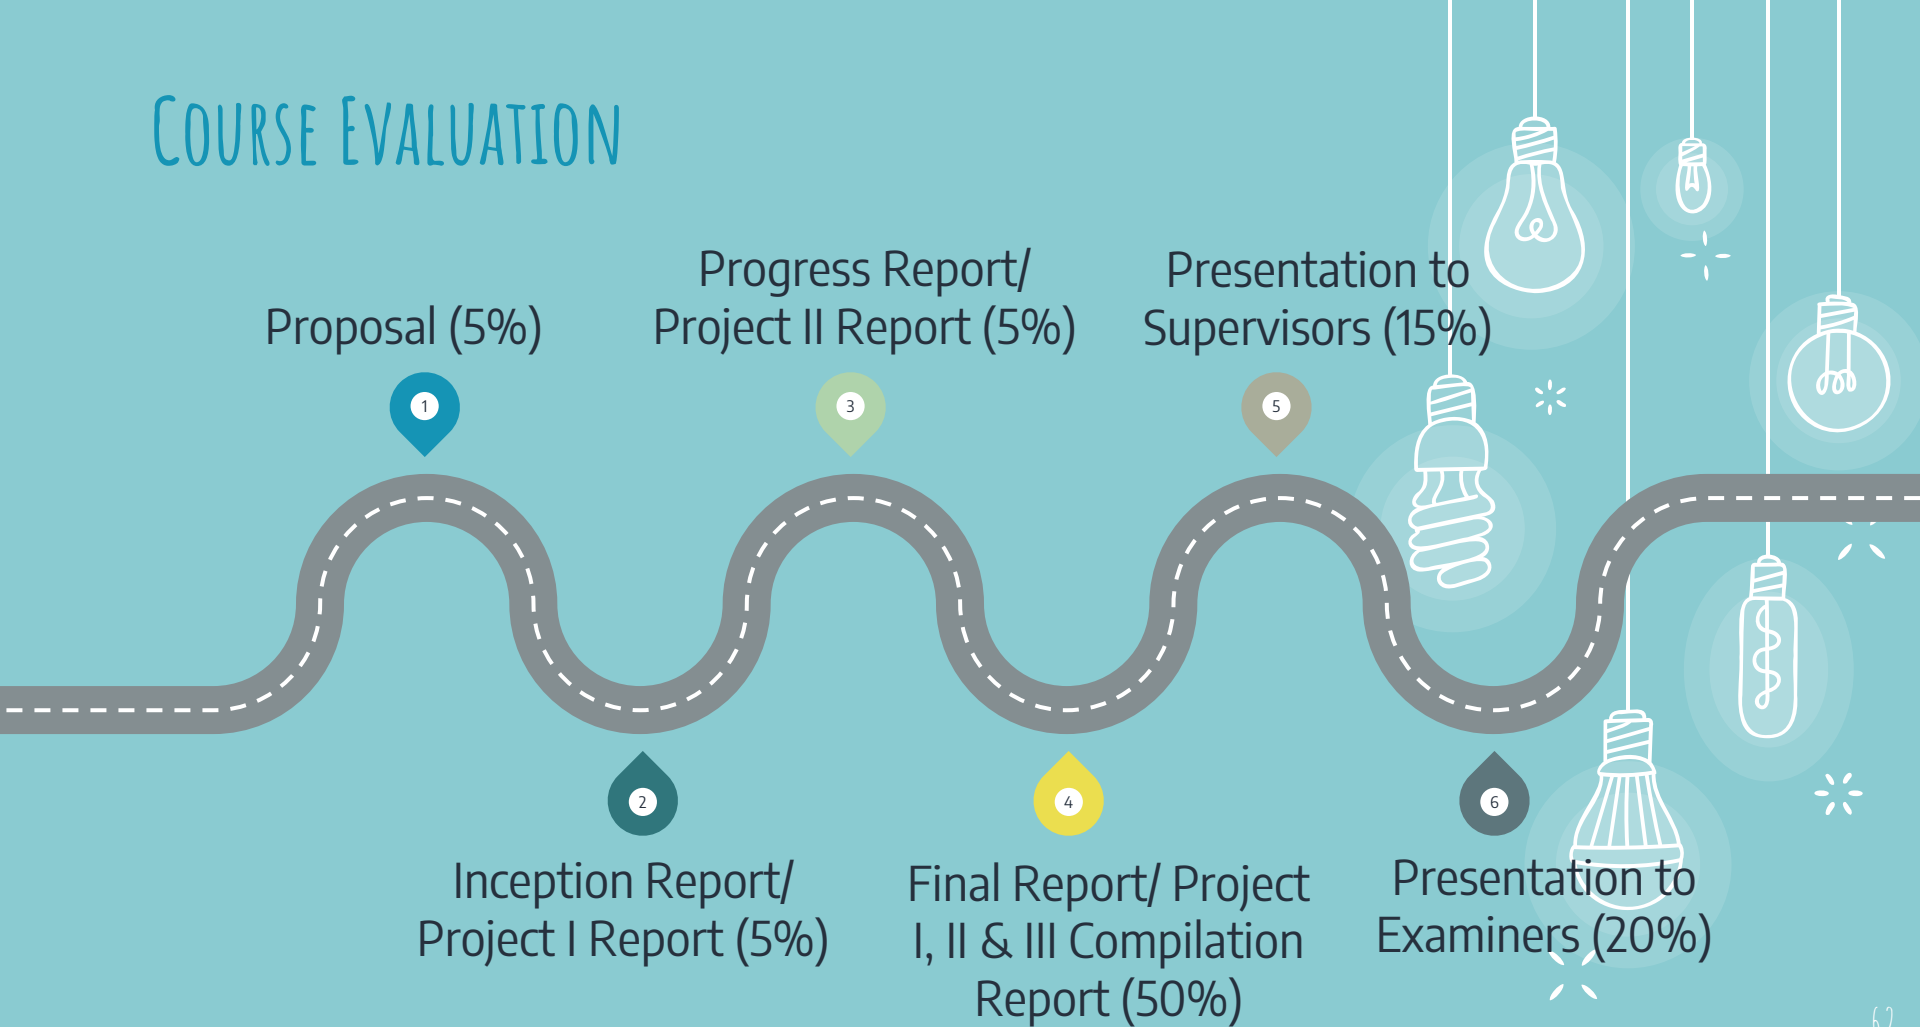 Course Evaluation
Proposal (5%)
1
Inception Report/
Project I Report (5%)
2
Progress Report/
Project II Report (5%)
3
Final Report/ Project
I, II & III Compilation
Report (50%)
4
Presentation to
Supervisors (15%)
5
Presentation to
Examiners (20%)
6